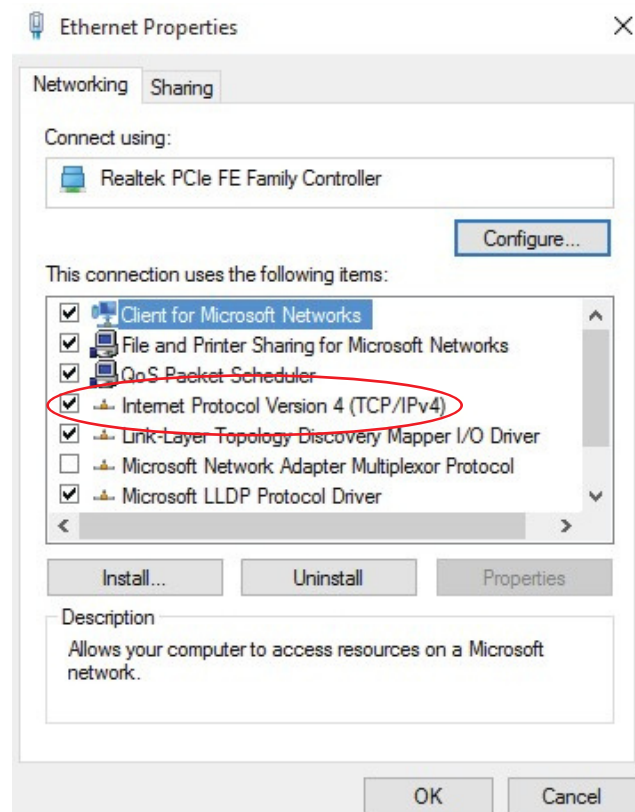 Ethernet Properties
Networking
Sharing
Connect using:
Realtek PCIe FE Family Controller
Configure...
This connection uses the following items:
Client for Microsoft Networks
File and Printer Sharing for Microsoft Networks
QoS Packet Scheduler
Internet Protocol Version 4 (TCP/IPv4)
Link-Layer Topology Discovery Mapper I/O Driver
Microsoft Network Adapter Multiplexor Protocol
Microsoft LLDP Protocol Driver
Install...
Uninstall
Properties
Description
Allows your computer to access resources on a Microsoft
network.
OK
Cancel